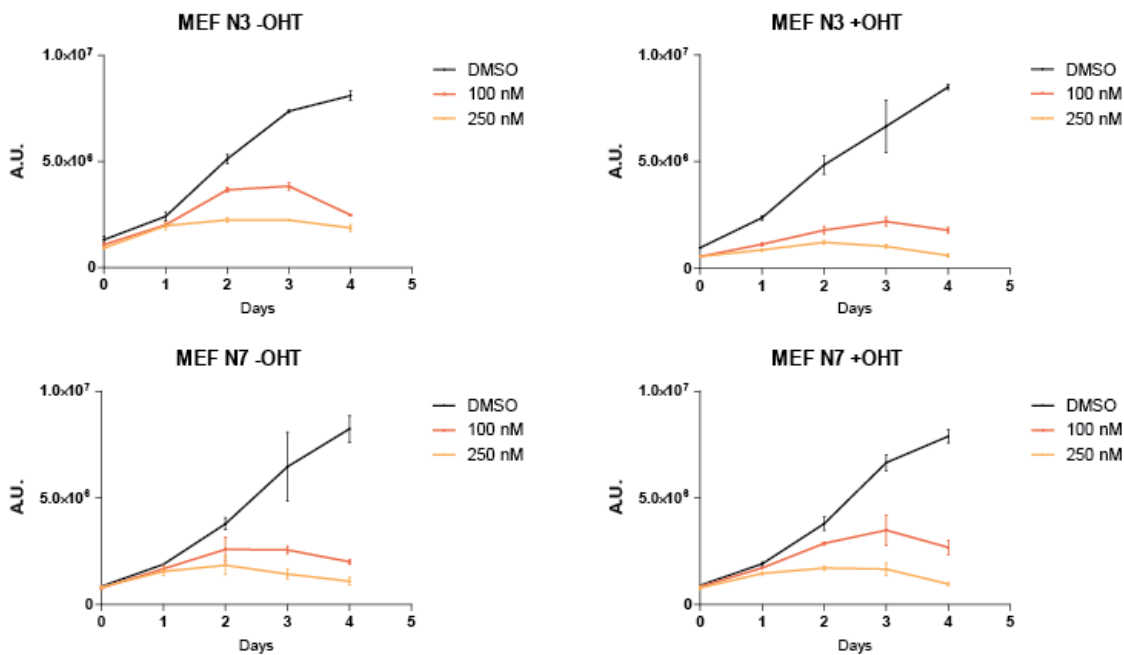 MEF N3 -OHT
1.0×10⁷
5.0×10⁶
0
A.U.
0 1 2 3 4 5
Days
DMSO
100 nM
250 nM
MEF N3 +OHT
1.0×10⁷
5.0×10⁶
0
A.U.
0 1 2 3 4 5
Days
DMSO
100 nM
250 nM
MEF N7 -OHT
1.0×10⁷
5.0×10⁶
0
A.U.
0 1 2 3 4 5
Days
DMSO
100 nM
250 nM
MEF N7 +OHT
1.0×10⁷
5.0×10⁶
0
A.U.
0 1 2 3 4 5
Days
DMSO
100 nM
250 nM